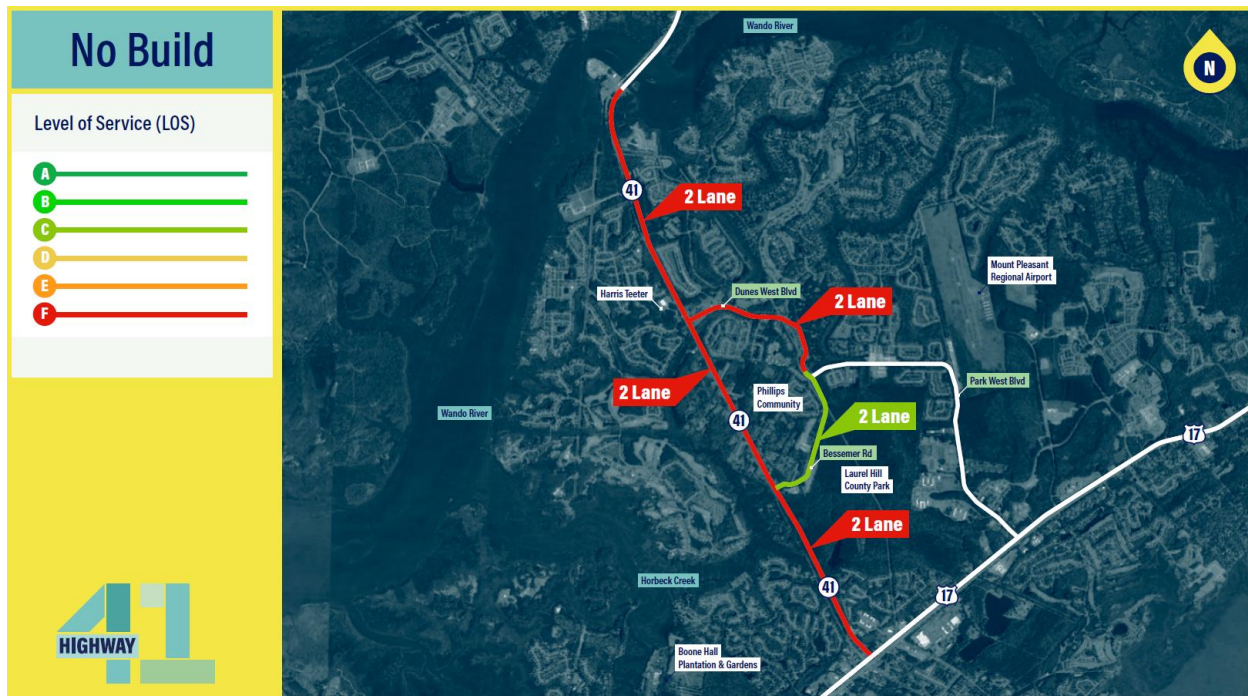 No Build
Level of Service (LOS)
A
B
C
D
E
F
41
HIGHWAY
Wando River
N
41
2 Lane
Mount Pleasant
Regional Airport
Harris Teeter
Dunes West Blvd
2 Lane
2 Lane
Phillips
Community
Park West Blvd
Wando River
41
2 Lane
17
Bessemer Rd
Laurel Hill
County Park
2 Lane
Horbeck Creek
41
17
Boone Hall
Plantation & Gardens